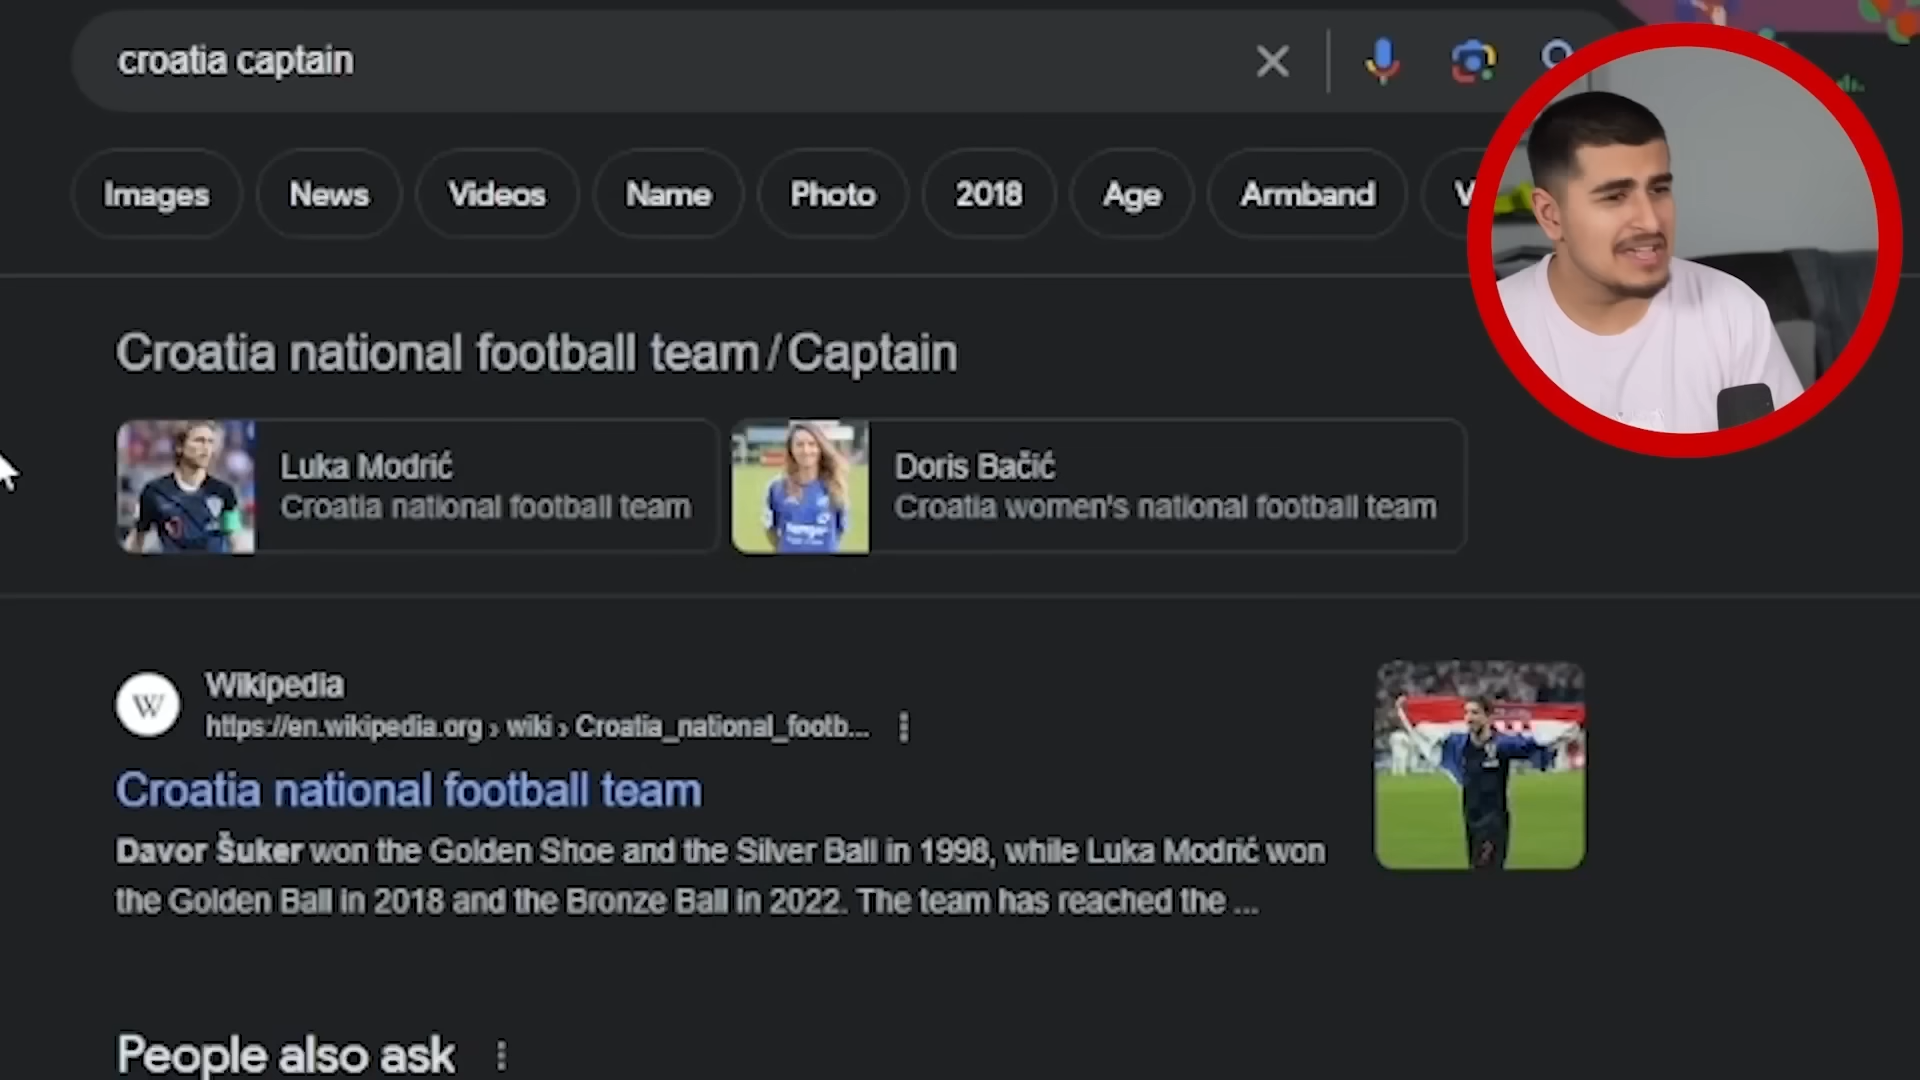 croatia captain
Images
News
Videos
Name
Photo
2018
Age
Armband
Croatia national football team / Captain
Luka Modrić
Croatia national football team
Doris Bačić
Croatia women's national football team
Wikipedia
https://en.wikipedia.org › wiki › Croatia_national_footb...
Croatia national football team
Davor Šuker won the Golden Shoe and the Silver Ball in 1998, while Luka Modrić won
the Golden Ball in 2018 and the Bronze Ball in 2022. The team has reached the ...
People also ask